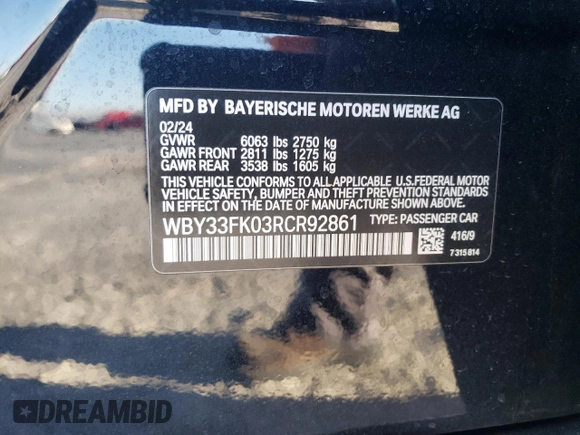 MFD BY BAYERISCHE MOTOREN WERKE AG
02/24
GVWR 6063 lbs 2750 kg
GAWR FRONT 2811 lbs 1275 kg
GAWR REAR 3538 lbs 1605 kg
THIS VEHICLE CONFORMS TO ALL APPLICABLE U.S.FEDERAL MOTOR
VEHICLE SAFETY, BUMPER AND THEFT PREVENTION STANDARDS
IN EFFECT ON THE DATE OF MANUFACTURE SHOWN ABOVE.
WBY33FK03RCR92861 TYPE: PASSENGER CAR
416/9
7315814
DREAMBID